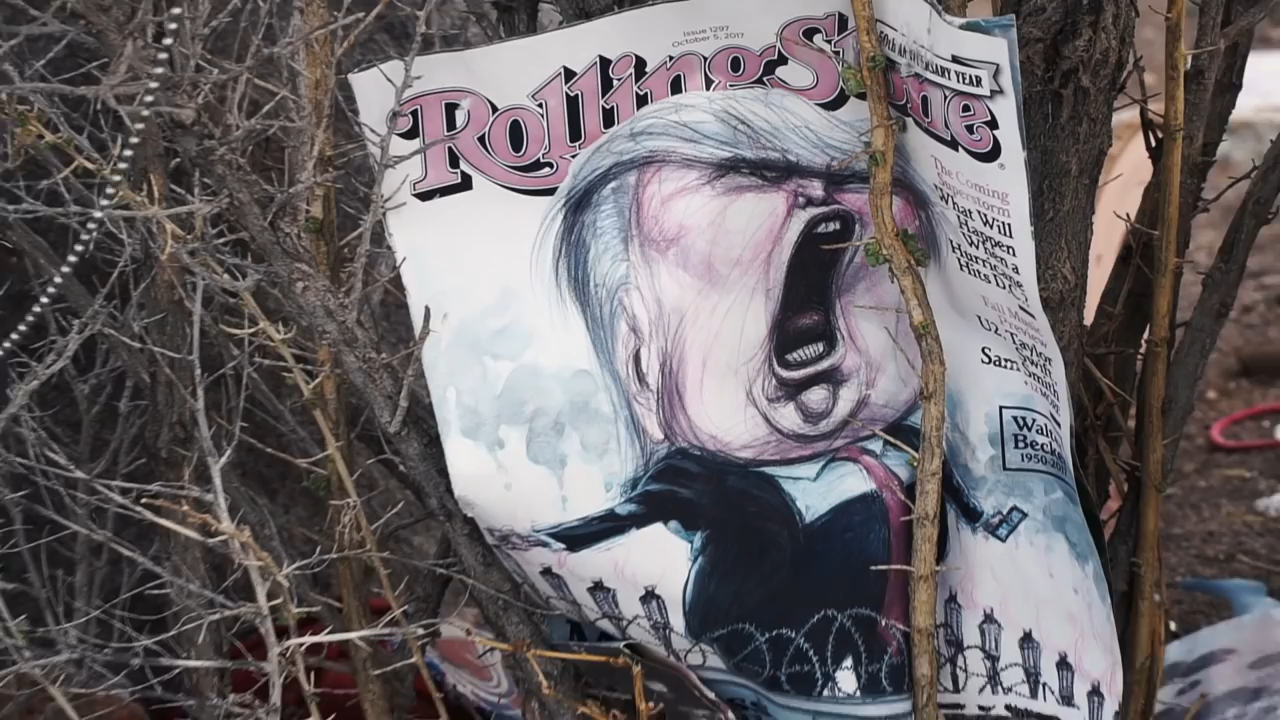 Issue 1297
October 5, 2017
RollingStone
50th ANNIVERSARY YEAR
The Coming
Superstorm
What Will
Happen
When a
Hurricane
Hits D.C.?
Fall Music
Preview
U2, Taylor
Swift,
Sam Smith
+12 MORE
Walter
Becker
1950-2017